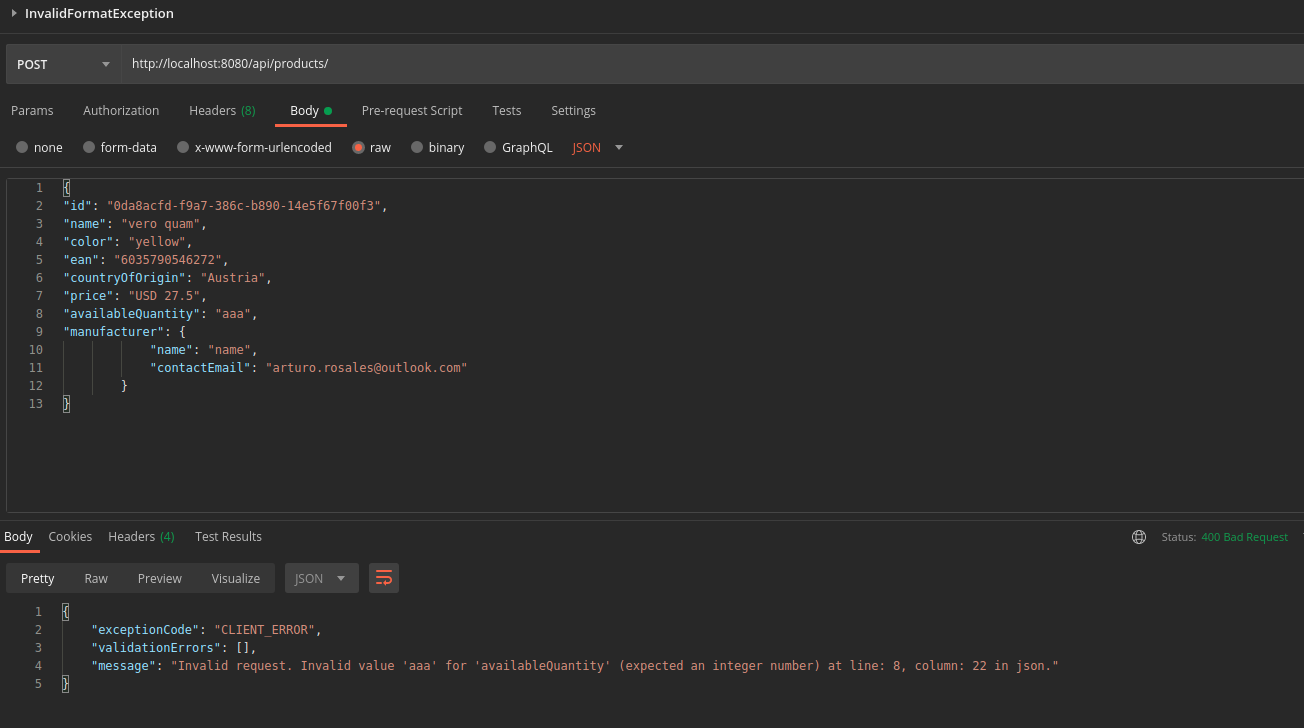 InvalidFormatException
POST http://localhost:8080/api/products/
Params Authorization Headers (8) Body Pre-request Script Tests Settings
none form-data x-www-form-urlencoded raw binary GraphQL JSON
1 {
2 "id": "0da8acfd-f9a7-386c-b890-14e5f67f00f3",
3 "name": "vero quam",
4 "color": "yellow",
5 "ean": "6035790546272",
6 "countryOfOrigin": "Austria",
7 "price": "USD 27.5",
8 "availableQuantity": "aaa",
9 "manufacturer": {
10 "name": "name",
11 "contactEmail": "arturo.rosales@outlook.com"
12 }
13 }
Body Cookies Headers (4) Test Results Status: 400 Bad Request
Pretty Raw Preview Visualize JSON
1 {
2 "exceptionCode": "CLIENT_ERROR",
3 "validationErrors": [],
4 "message": "Invalid request. Invalid value 'aaa' for 'availableQuantity' (expected an integer number) at line: 8, column: 22 in json."
5 }